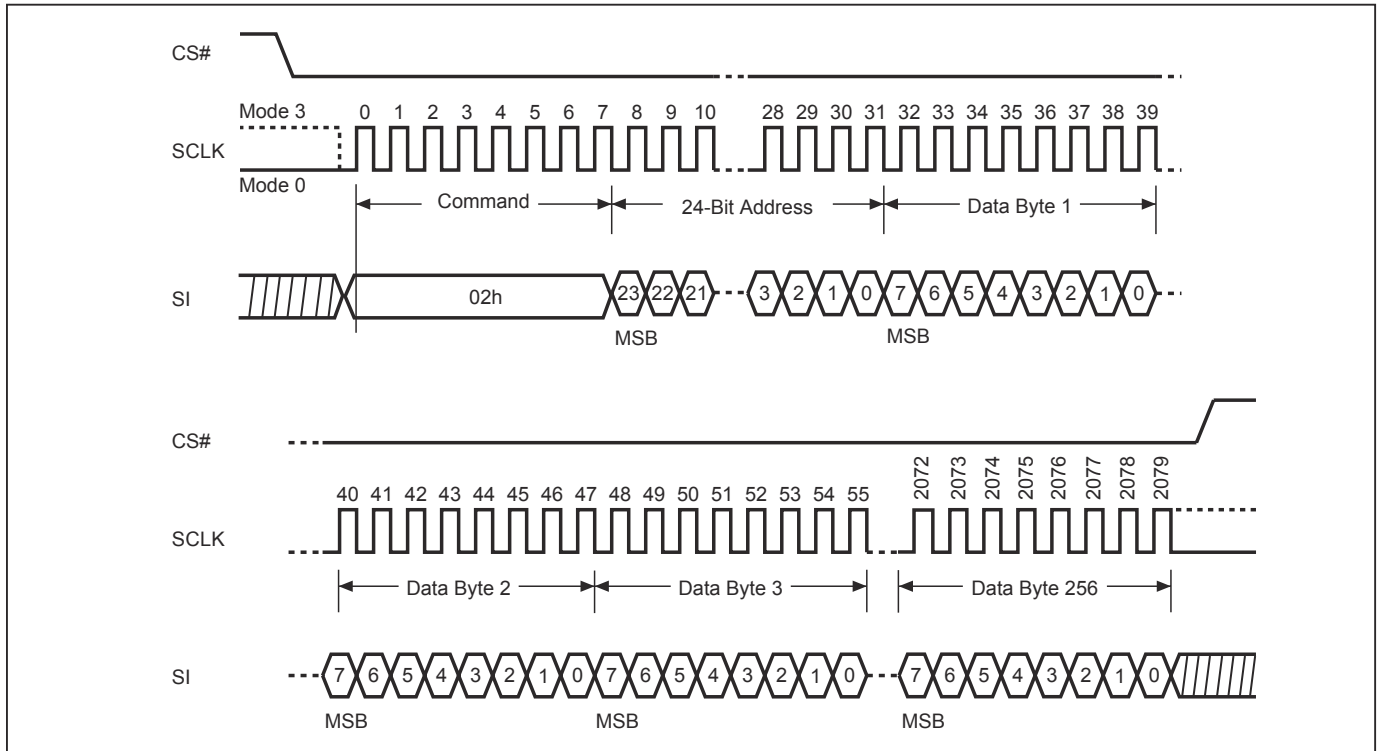 CS#
Mode 3
0 1 2 3 4 5 6 7 8 9 10 28 29 30 31 32 33 34 35 36 37 38 39
SCLK
Mode 0
Command 24-Bit Address Data Byte 1
SI 02h 23 22 21 3 2 1 0 7 6 5 4 3 2 1 0
MSB MSB
CS#
40 41 42 43 44 45 46 47 48 49 50 51 52 53 54 55 2072 2073 2074 2075 2076 2077 2078 2079
SCLK
Data Byte 2 Data Byte 3 Data Byte 256
SI 7 6 5 4 3 2 1 0 7 6 5 4 3 2 1 0 7 6 5 4 3 2 1 0
MSB MSB MSB